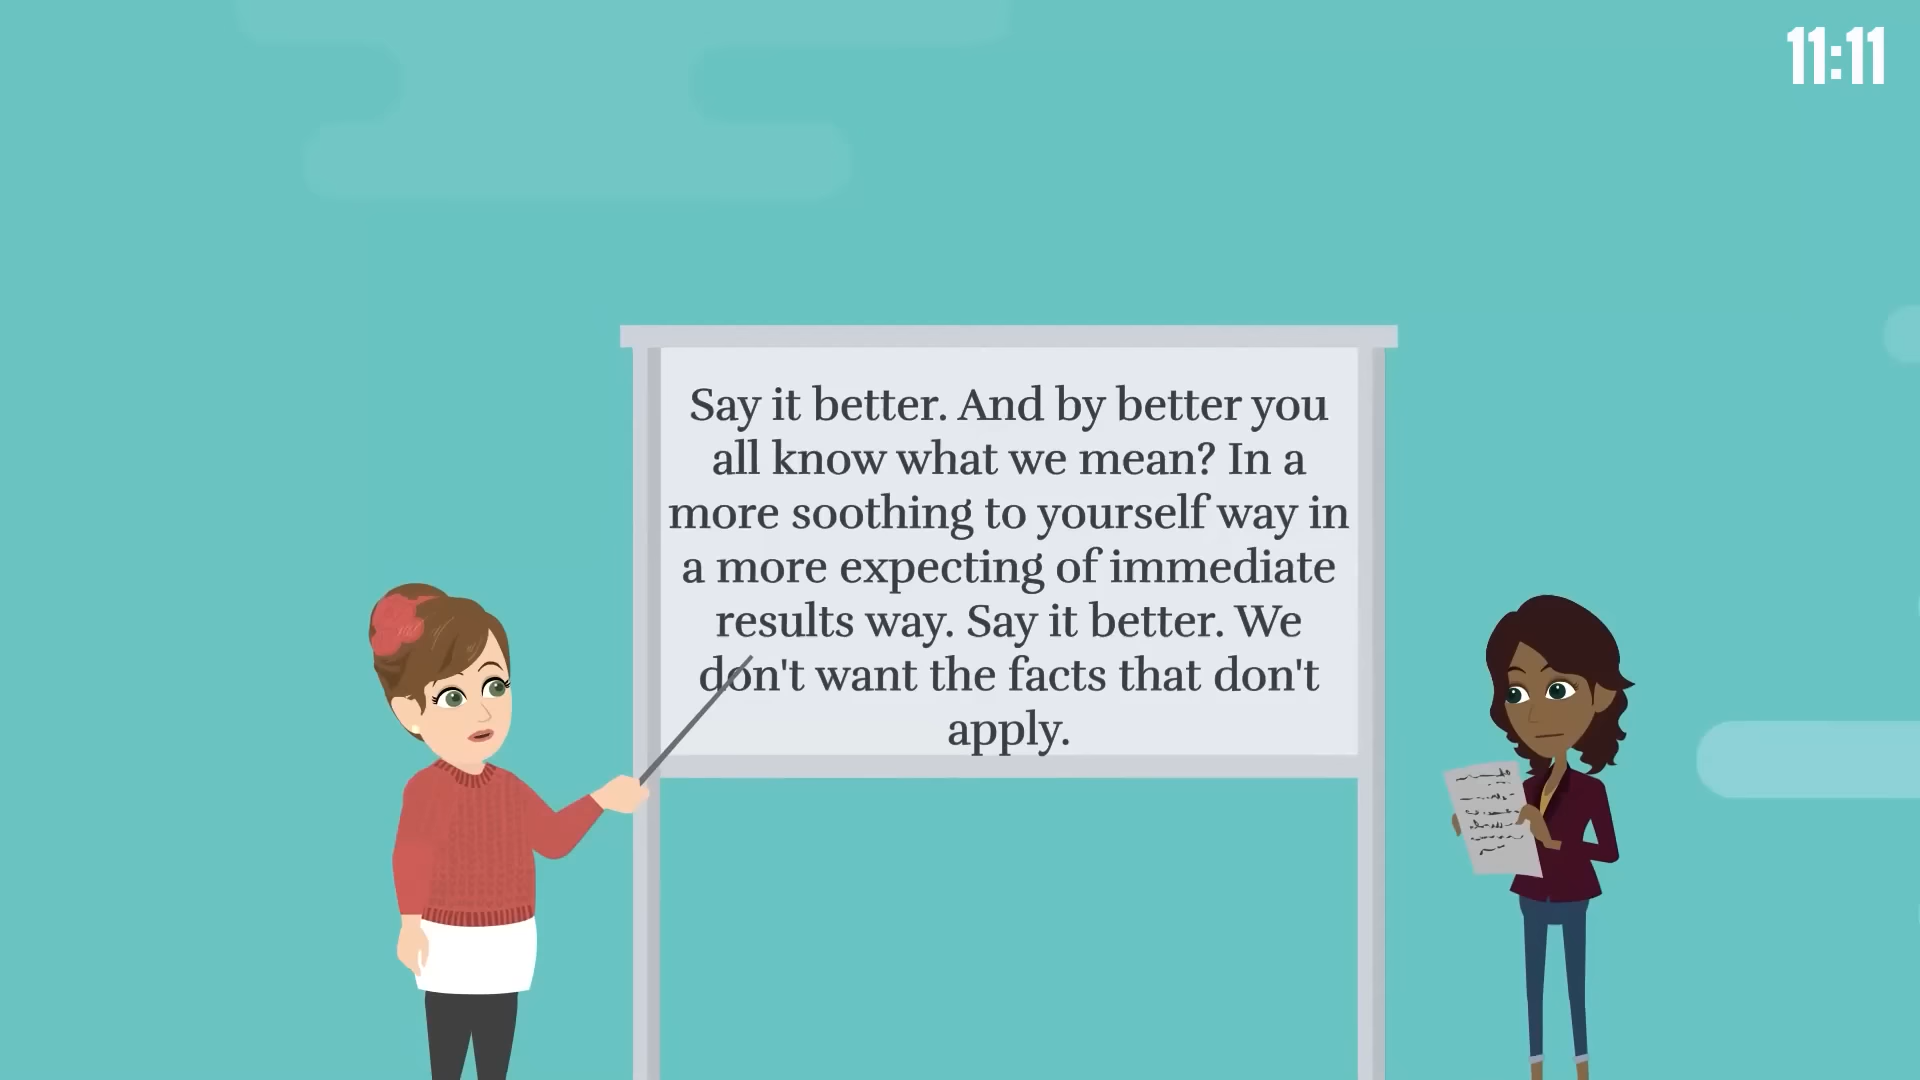 11:11
Say it better. And by better you
all know what we mean? In a
more soothing to yourself way in
a more expecting of immediate
results way. Say it better. We
don't want the facts that don't
apply.